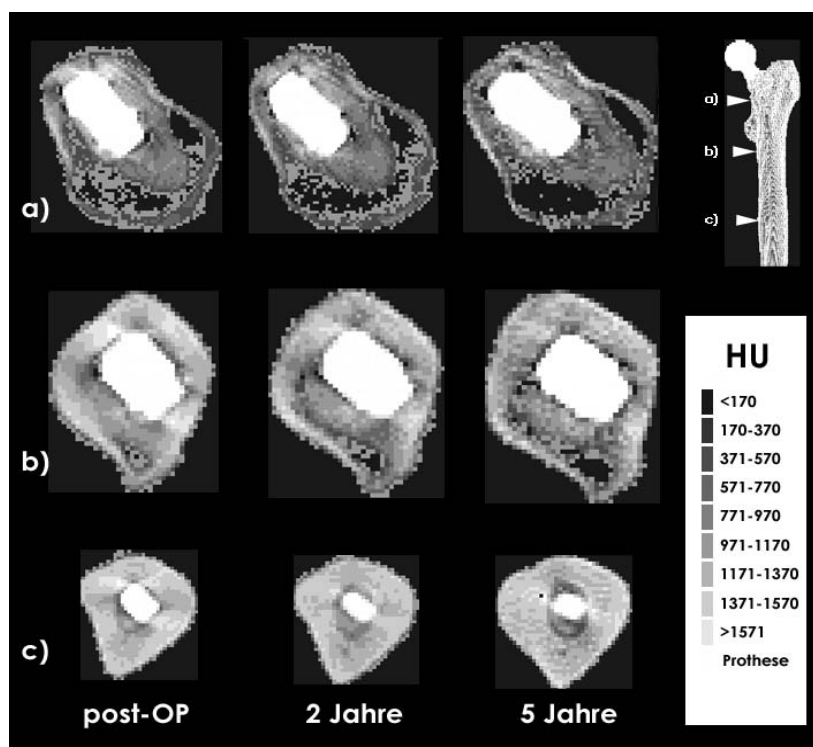 a)
b)
c)
a)
b)
c)
HU
<170
170-370
371-570
571-770
771-970
971-1170
1171-1370
1371-1570
>1571
Prothese
post-OP
2 Jahre
5 Jahre